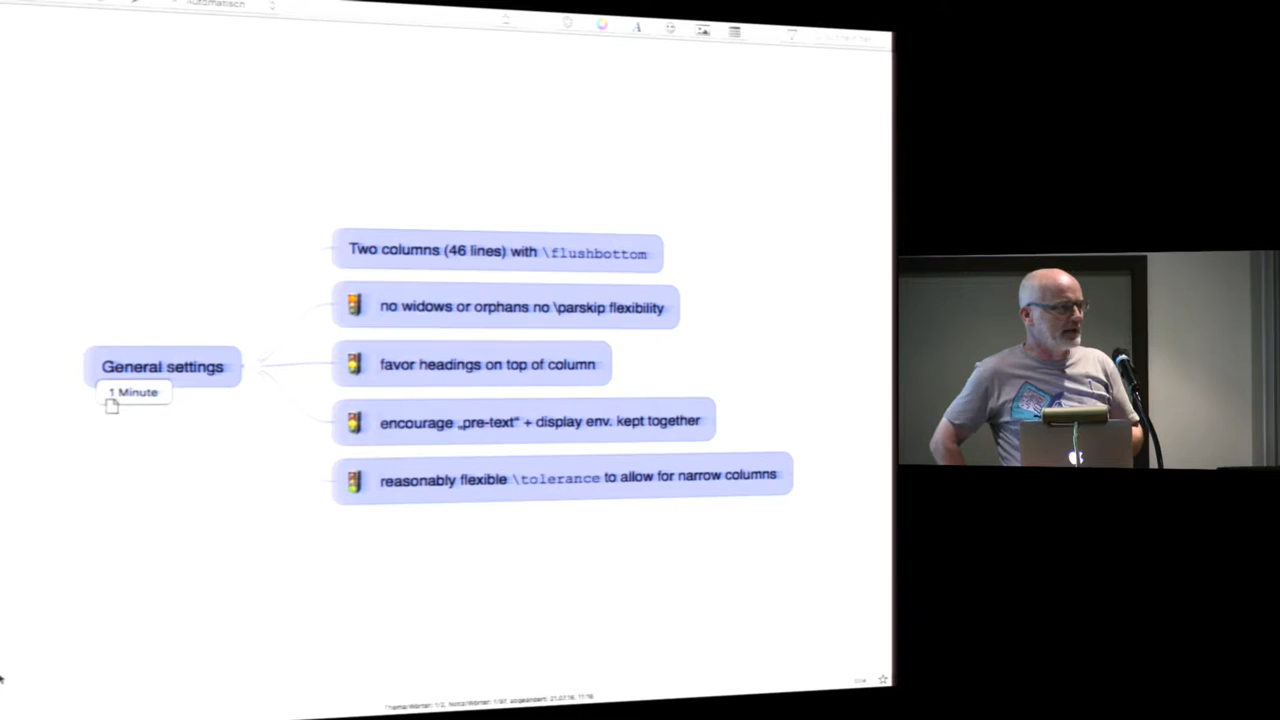 Automatisch
General settings
1 Minute
Two columns (46 lines) with \flushbottom
no widows or orphans no \parskip flexibility
favor headings on top of column
encourage „pre-text“ + display env. kept together
reasonably flexible \tolerance to allow for narrow columns